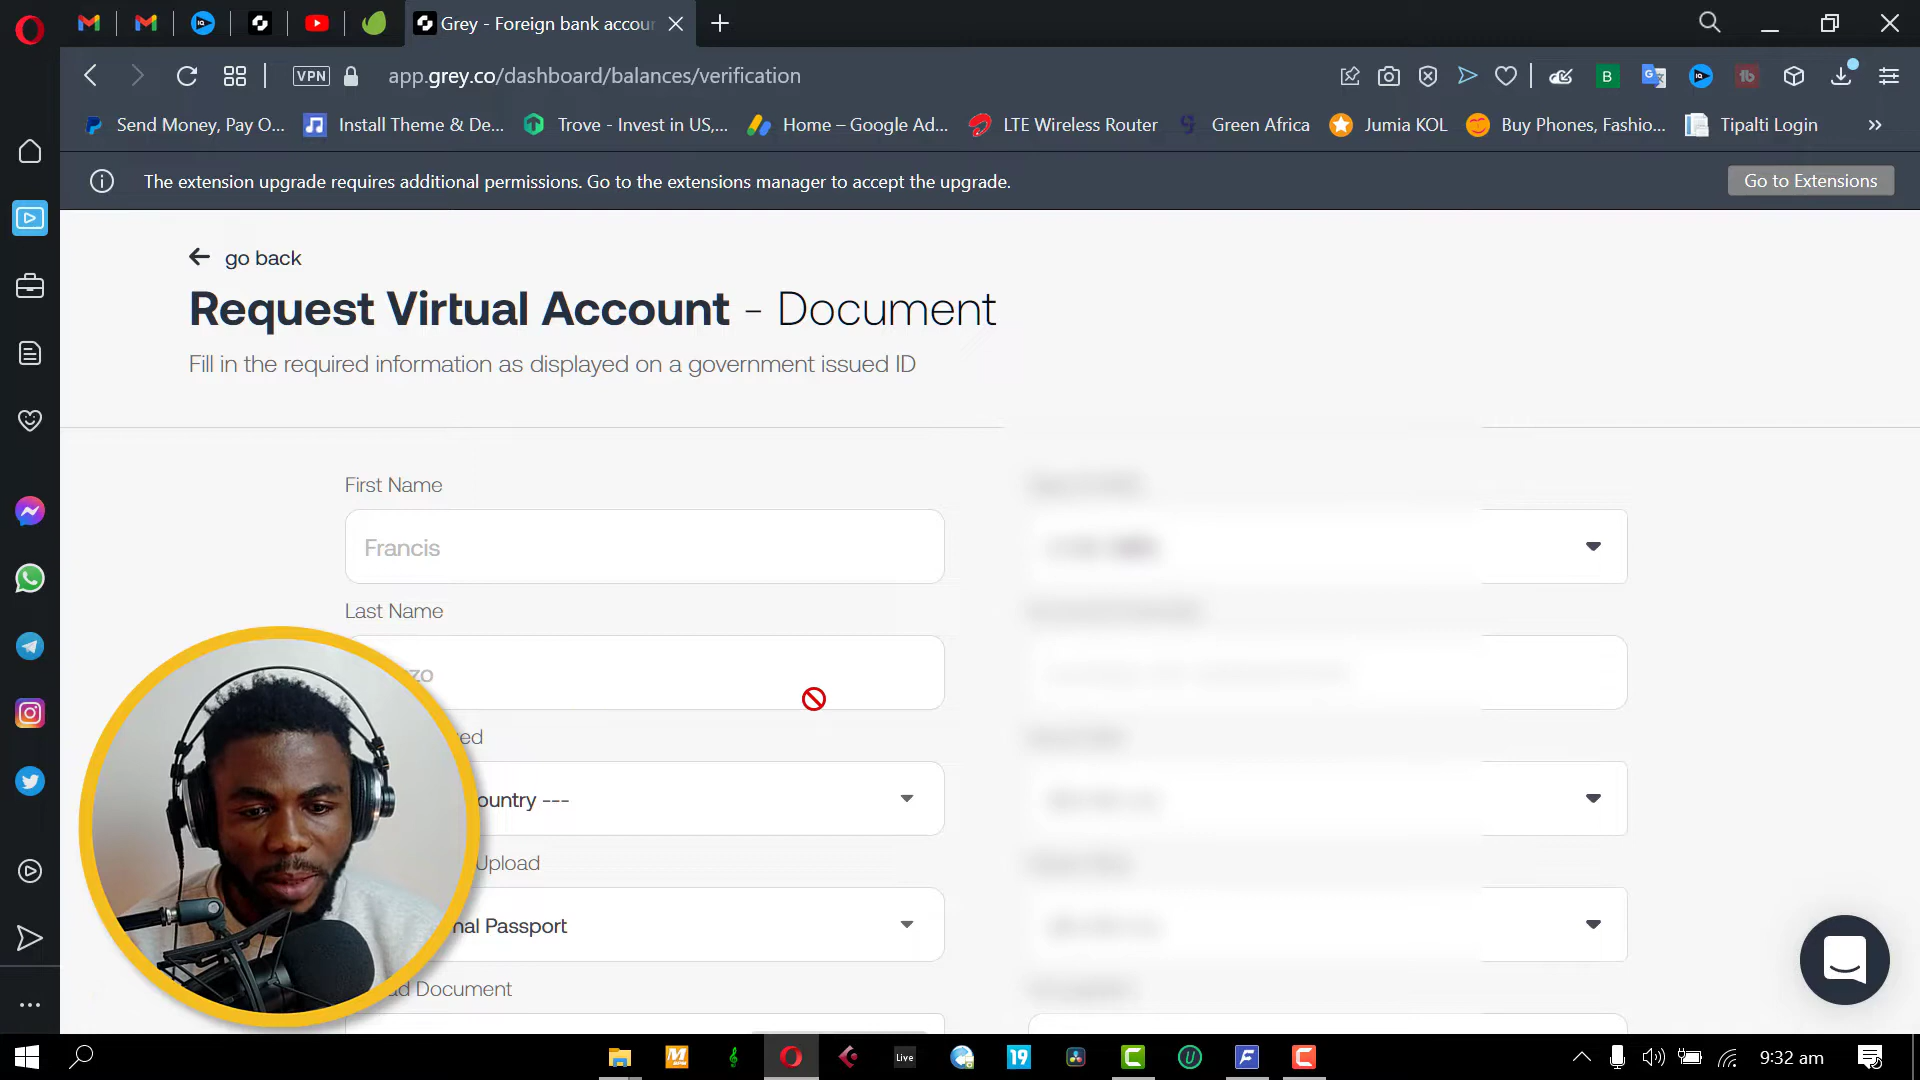 Grey - Foreign bank accou
VPN
app.grey.co/dashboard/balances/verification
B
Send Money, Pay O...
Install Theme & De...
Trove - Invest in US,...
Home – Google Ad...
LTE Wireless Router
Green Africa
Jumia KOL
Buy Phones, Fashio...
Tipalti Login
The extension upgrade requires additional permissions. Go to the extensions manager to accept the upgrade.
Go to Extensions
go back
Request Virtual Account - Document
Fill in the required information as displayed on a government issued ID
First Name
Francis
Last Name
zo
ed
ountry ---
Upload
nal Passport
ad Document
Live
19
9:32 am